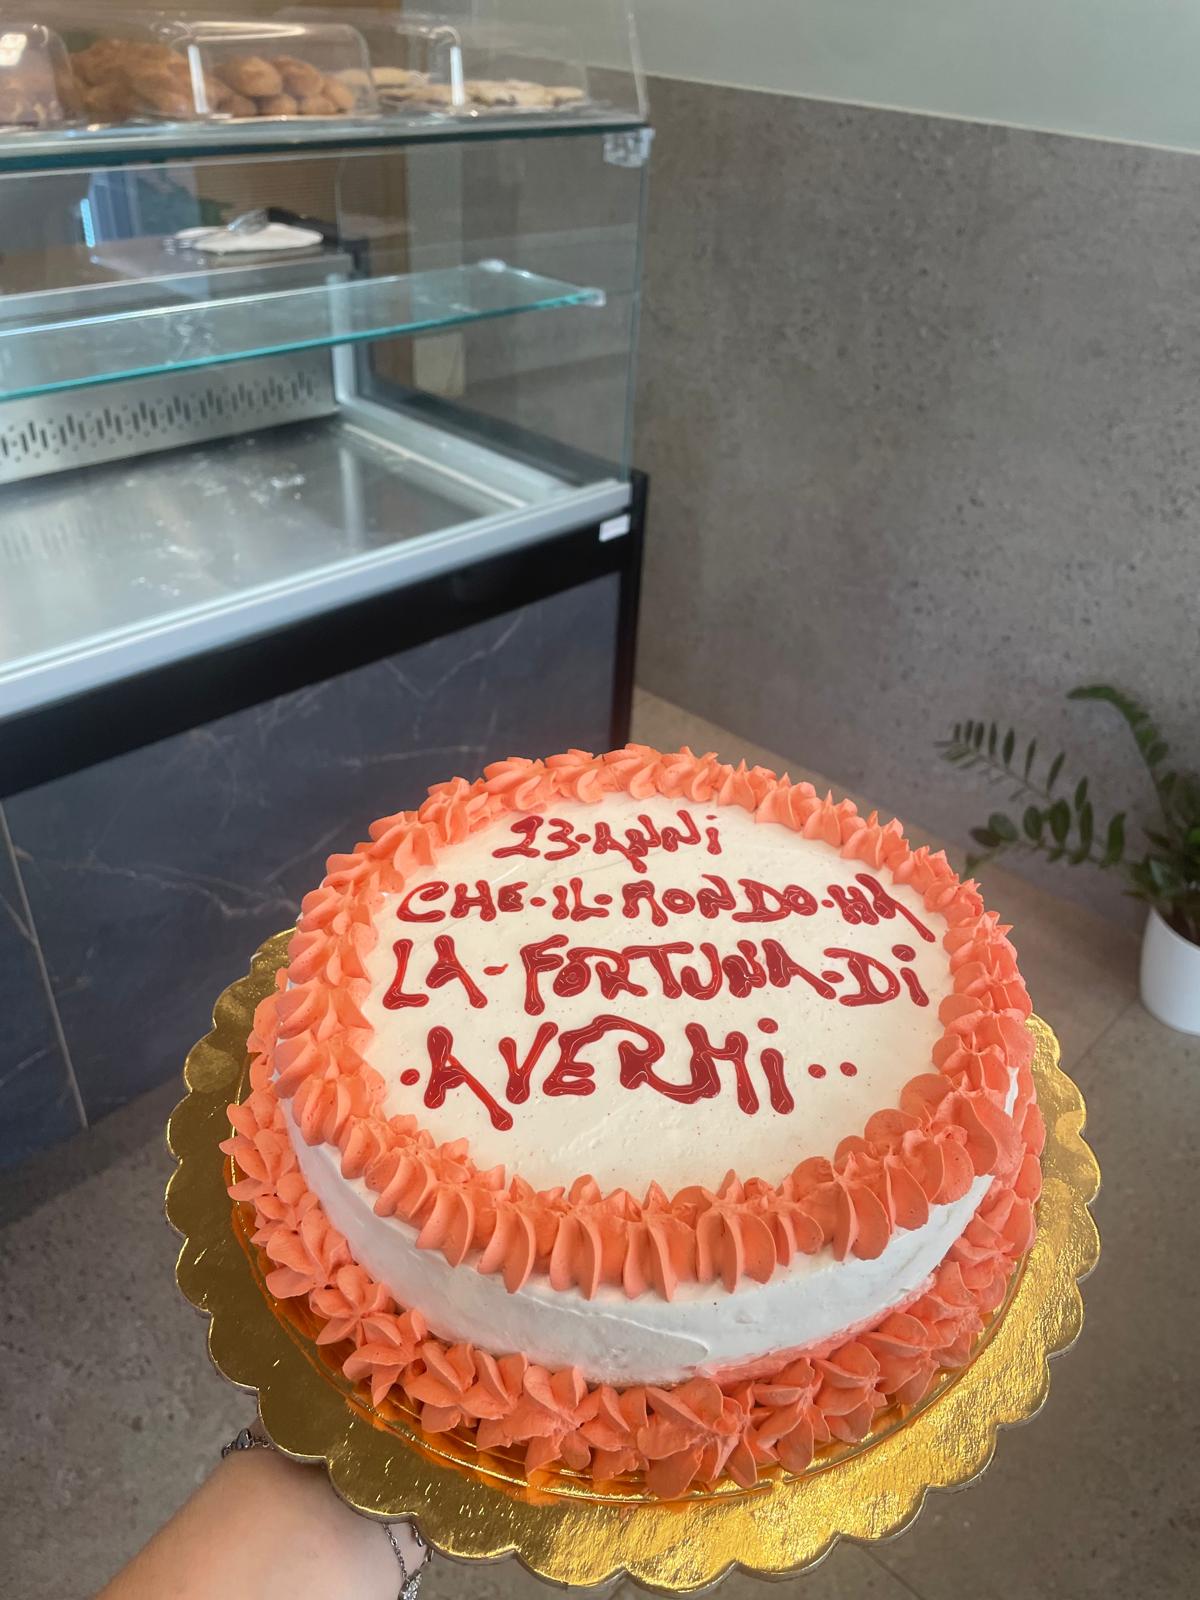 23·ANNi
CHE·IL·MONDO·HA
LA-FORTUNA-Di
·AVERMi··